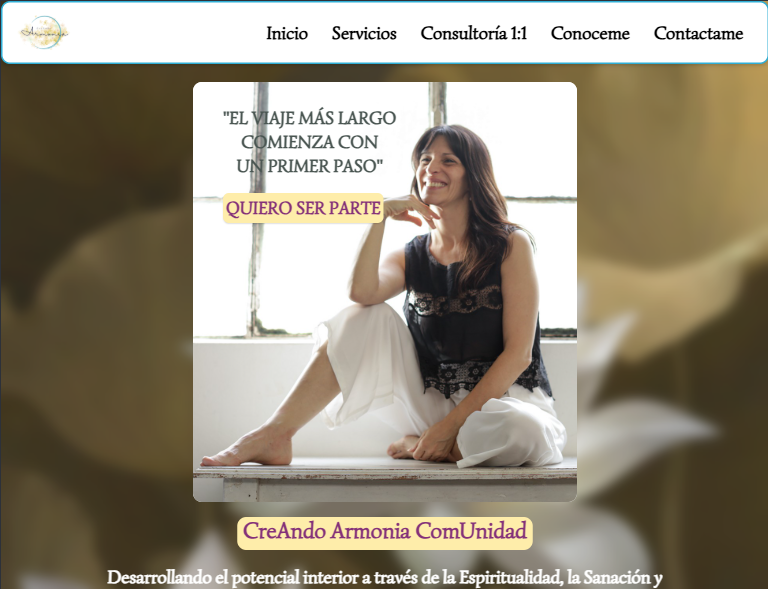 Armonia
Inicio Servicios Consultoría 1:1 Conoceme Contactame
"EL VIAJE MÁS LARGO
COMIENZA CON
UN PRIMER PASO"
QUIERO SER PARTE
CreAndo Armonia ComUnidad
Desarrollando el potencial interior a través de la Espiritualidad, la Sanación y